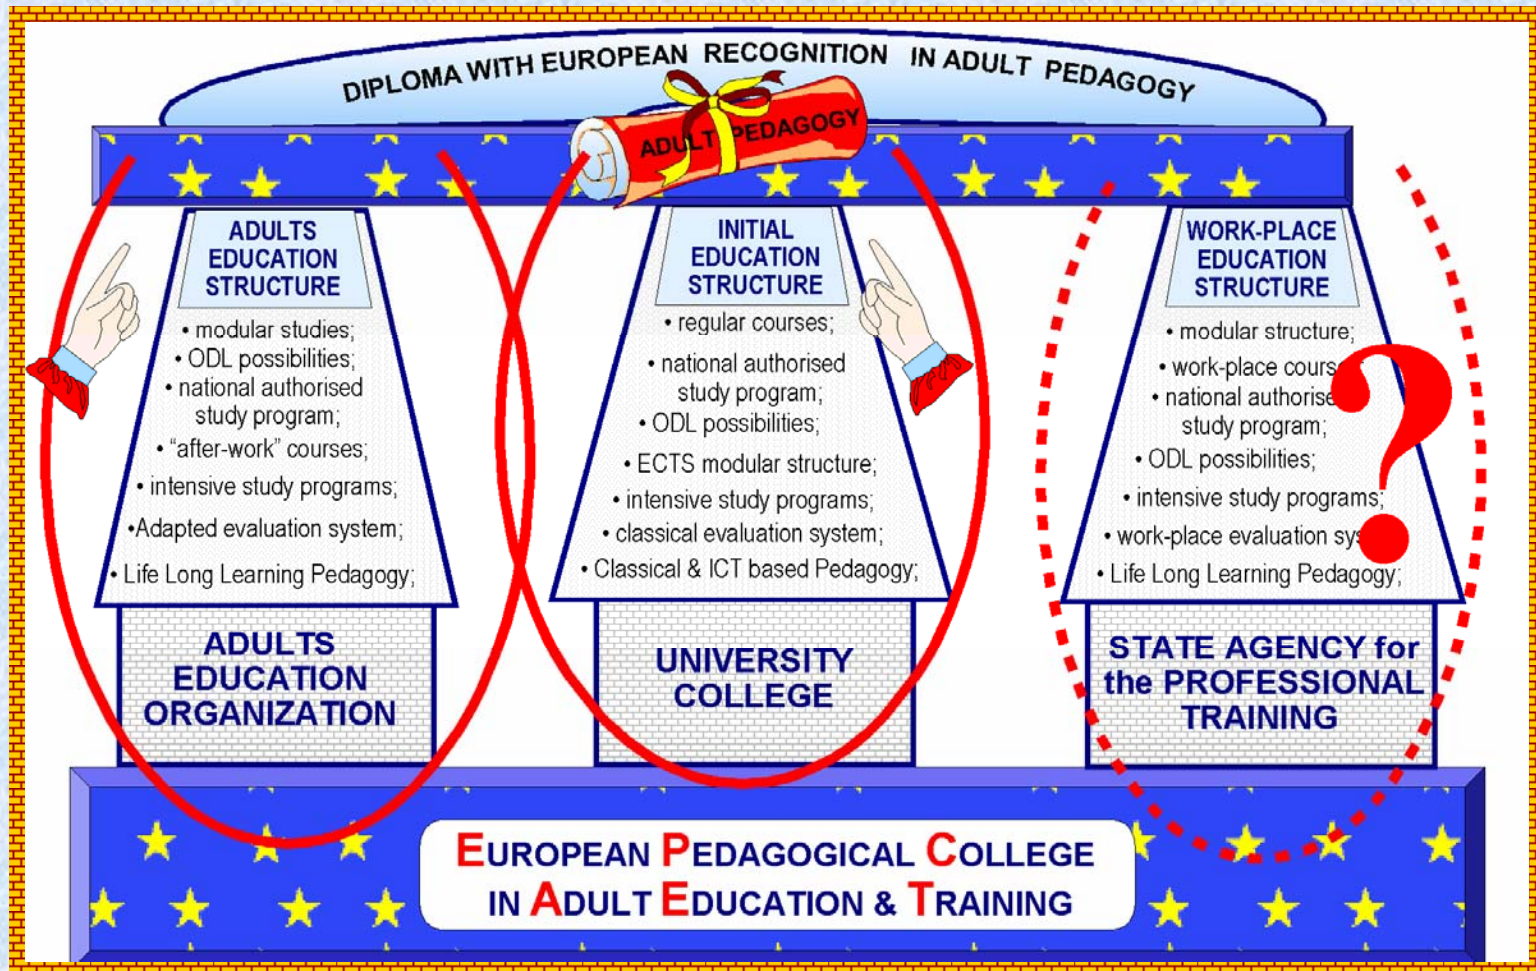 DIPLOMA WITH EUROPEAN RECOGNITION IN ADULT PEDAGOGY
ADULT PEDAGOGY
ADULTS
EDUCATION
STRUCTURE
• modular studies;
• ODL possibilities;
• national authorised
study program;
• “after-work” courses;
• intensive study programs;
•Adapted evaluation system;
• Life Long Learning Pedagogy;
ADULTS
EDUCATION
ORGANIZATION
INITIAL
EDUCATION
STRUCTURE
• regular courses;
• national authorised
study program;
• ODL possibilities;
• ECTS modular structure;
• intensive study programs;
• classical evaluation system;
• Classical & ICT based Pedagogy;
UNIVERSITY
COLLEGE
WORK-PLACE
EDUCATION
STRUCTURE
• modular structure;
• work-place
• national
study program;
• ODL possibilities;
• intensive study programs;
• work-place evaluation
• Life Long Learning Pedagogy;
?
STATE AGENCY for
the PROFESSIONAL
TRAINING
EUROPEAN PEDAGOGICAL COLLEGE
IN ADULT EDUCATION & TRAINING